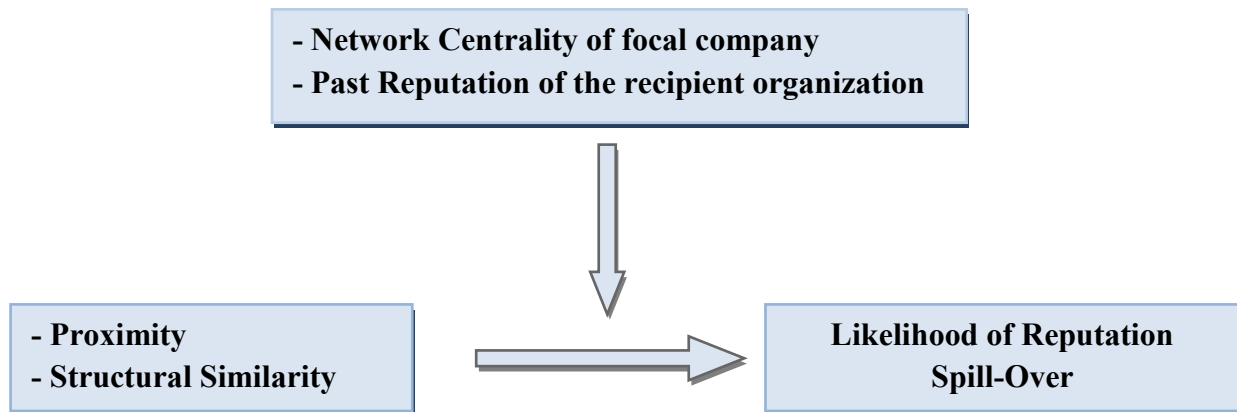 - Network Centrality of focal company
- Past Reputation of the recipient organization
- Proximity
- Structural Similarity
Likelihood of Reputation
Spill-Over